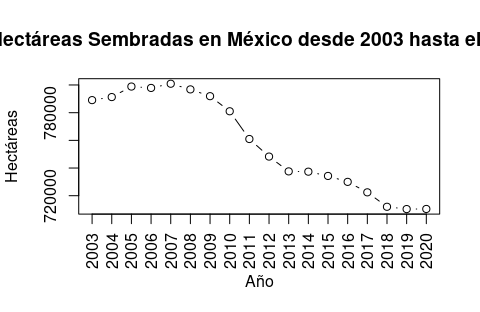 Hectáreas Sembradas en México desde 2003 hasta el
Hectáreas
780000
720000
2003 2004 2005 2006 2007 2008 2009 2010 2011 2012 2013 2014 2015 2016 2017 2018 2019 2020
Año